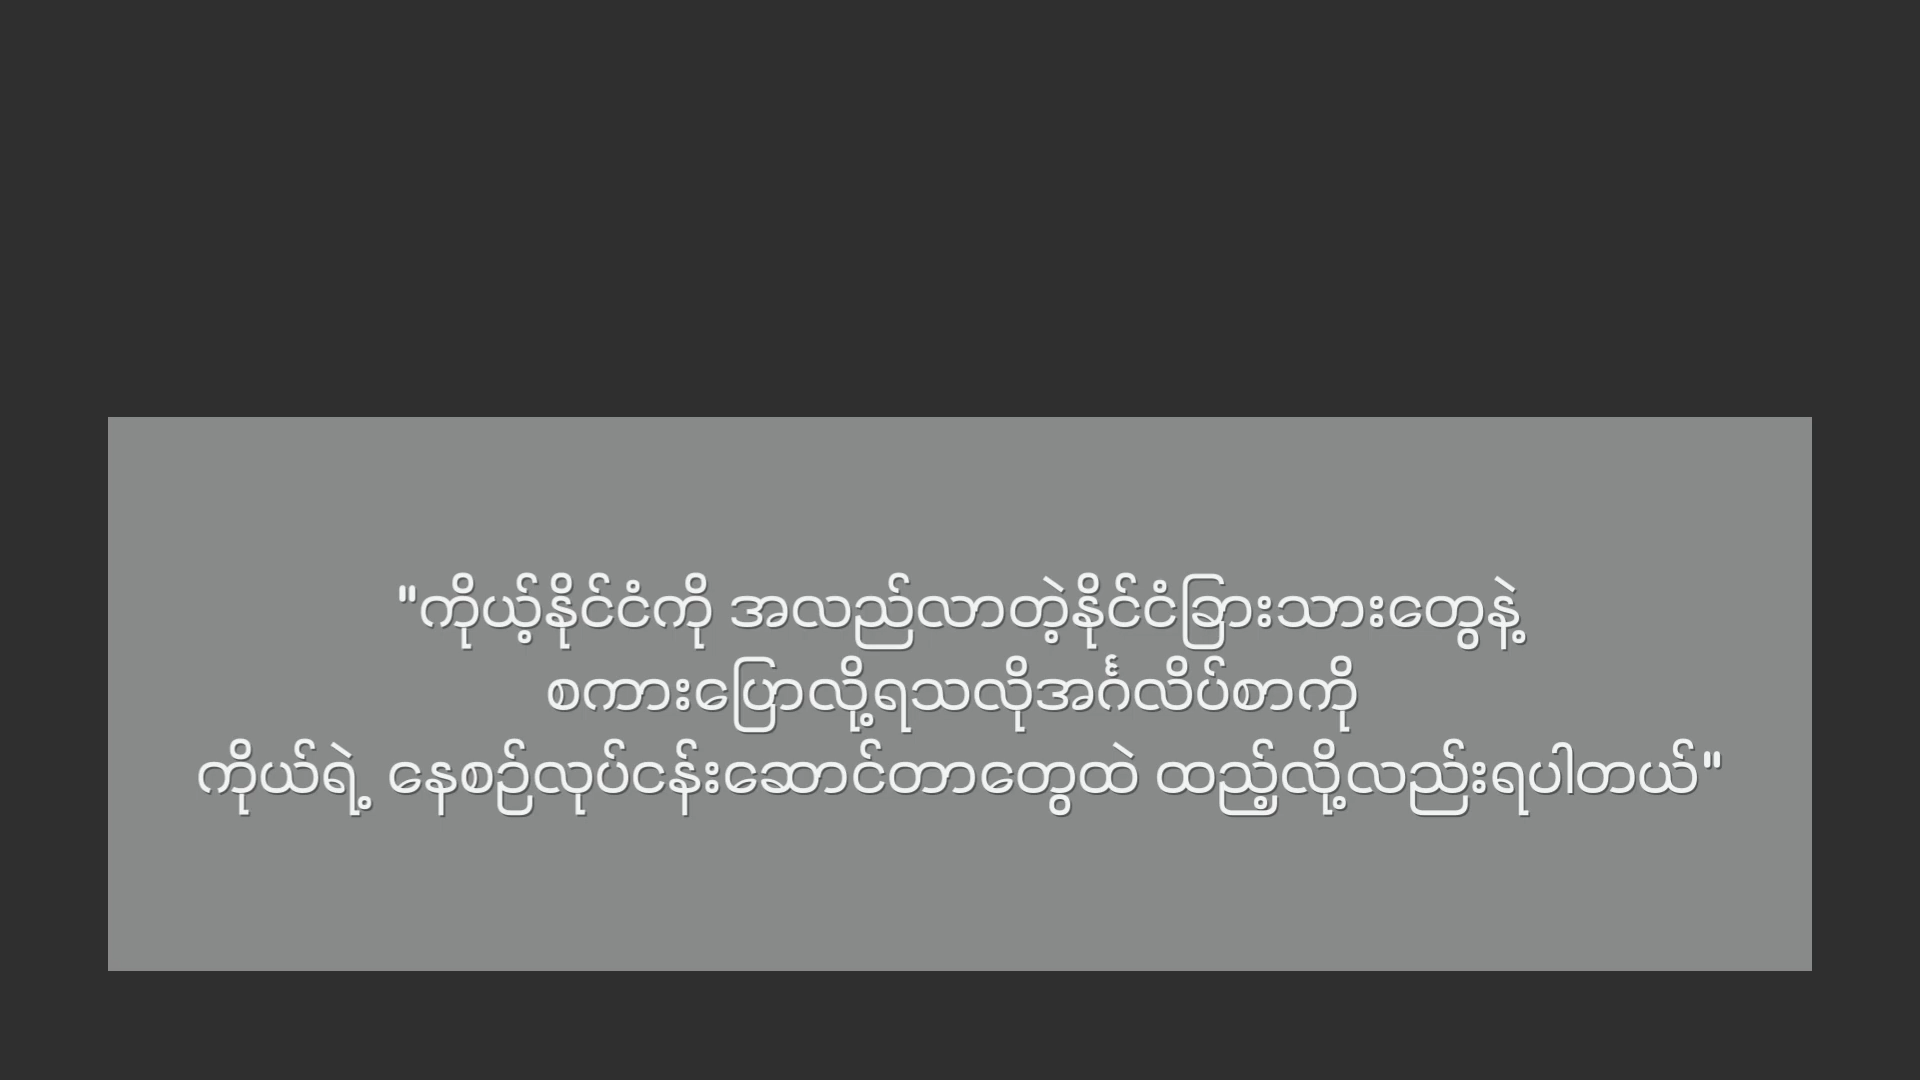 "ကိုယ့်နိုင်ငံကို အလည်လာတဲ့နိုင်ငံခြားသားတွေနဲ့
စကားပြောလို့ရသလိုအင်္ဂလိပ်စာကို
ကိုယ်ရဲ့ နေစဉ်လုပ်ငန်းဆောင်တာတွေထဲ ထည့်လို့လည်းရပါတယ်"